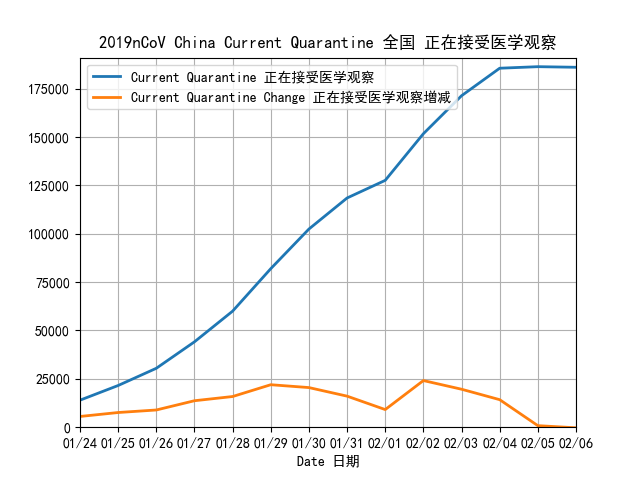 2019nCoV China Current Quarantine 全国 正在接受医学观察
Current Quarantine 正在接受医学观察
Current Quarantine Change 正在接受医学观察增减
175000
150000
125000
100000
75000
50000
25000
0
01/24 01/25 01/26 01/27 01/28 01/29 01/30 01/31 02/01 02/02 02/03 02/04 02/05 02/06
Date 日期